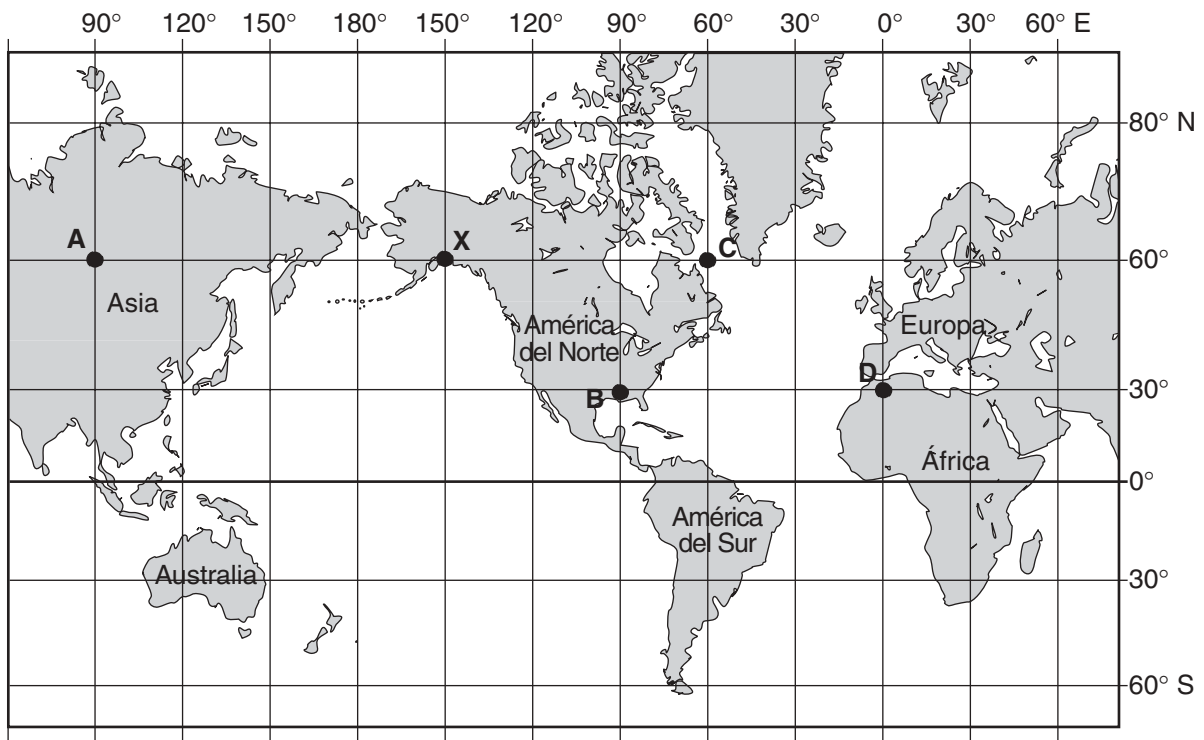 90° 120° 150° 180° 150° 120° 90° 60° 30° 0° 30° 60° E
80° N
A
X
C
60°
Asia
América
del Norte
Europa
D
B
30°
África
0°
América
del Sur
Australia
30°
60° S